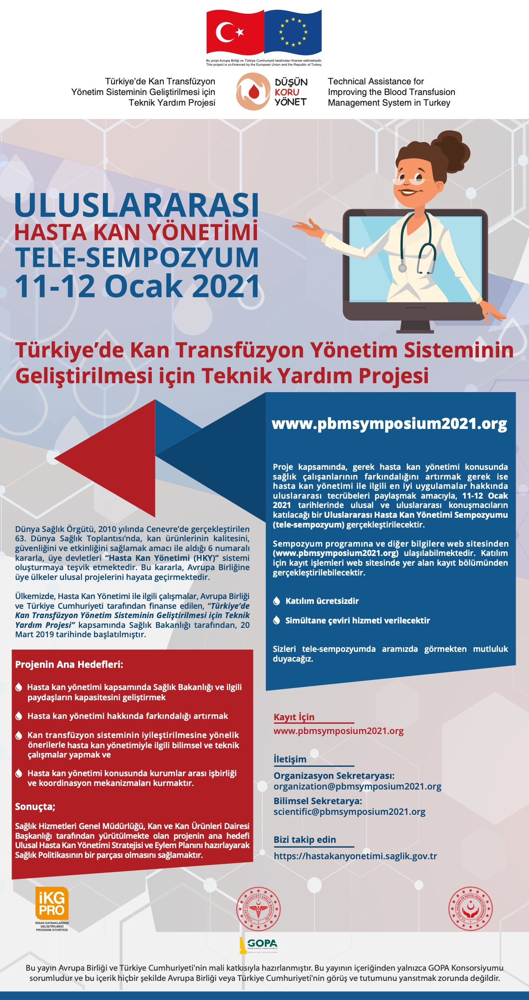 Bu proje Avrupa Birliği ve Türkiye Cumhuriyeti tarafından finanse edilmektedir.
This project is co-financed by the European Union and the Republic of Turkey.
Türkiye’de Kan Transfüzyon
Yönetim Sisteminin Geliştirilmesi için
Teknik Yardım Projesi
DÜŞÜN
KORU
YÖNET
Technical Assistance for
Improving the Blood Transfusion
Management System in Turkey
ULUSLARARASI
HASTA KAN YÖNETİMİ
TELE-SEMPOZYUM
11-12 Ocak 2021
Türkiye’de Kan Transfüzyon Yönetim Sisteminin
Geliştirilmesi için Teknik Yardım Projesi
Dünya Sağlık Örgütü, 2010 yılında Cenevre’de gerçekleştirilen
63. Dünya Sağlık Toplantısı’nda, kan ürünlerinin kalitesini,
güvenliğini ve etkinliğini sağlamak amacı ile aldığı 6 numaralı
kararla, üye devletleri “Hasta Kan Yönetimi (HKY)” sistemi
oluşturmaya teşvik etmektedir. Bu kararla, Avrupa Birliğine
üye ülkeler ulusal projelerini hayata geçirmektedir.
Ülkemizde, Hasta Kan Yönetimi ile ilgili çalışmalar, Avrupa Birliği
ve Türkiye Cumhuriyeti tarafından finanse edilen, “Türkiye’de
Kan Transfüzyon Yönetim Sisteminin Geliştirilmesi için Teknik
Yardım Projesi” kapsamında Sağlık Bakanlığı tarafından, 20
Mart 2019 tarihinde başlatılmıştır.
Projenin Ana Hedefleri:
Hasta kan yönetimi kapsamında Sağlık Bakanlığı ve ilgili
paydaşların kapasitesini geliştirmek
Hasta kan yönetimi hakkında farkındalığı artırmak
Kan transfüzyon sisteminin iyileştirilmesine yönelik
önerilerle hasta kan yönetimiyle ilgili bilimsel ve teknik
çalışmalar yapmak ve
Hasta kan yönetimi konusunda kurumlar arası işbirliği
ve koordinasyon mekanizmaları kurmaktır.
Sonuçta;
Sağlık Hizmetleri Genel Müdürlüğü, Kan ve Kan Ürünleri Dairesi
Başkanlığı tarafından yürütülmekte olan projenin ana hedefi
Ulusal Hasta Kan Yönetimi Stratejisi ve Eylem Planını hazırlayarak
Sağlık Politikasının bir parçası olmasını sağlamaktır.
www.pbmsymposium2021.org
Proje kapsamında, gerek hasta kan yönetimi konusunda
sağlık çalışanlarının farkındalığını artırmak gerek ise
hasta kan yönetimi ile ilgili en iyi uygulamalar hakkında
uluslararası tecrübeleri paylaşmak amacıyla, 11-12 Ocak
2021 tarihlerinde ulusal ve uluslararası konuşmacıların
katılacağı bir Uluslararası Hasta Kan Yönetimi Sempozyumu
(tele-sempozyum) gerçekleştirilecektir.
Sempozyum programına ve diğer bilgilere web sitesinden
(www.pbmsymposium2021.org) ulaşılabilmektedir. Katılım
için kayıt işlemleri web sitesinde yer alan kayıt bölümünden
gerçekleştirilebilecektir.
Katılım ücretsizdir
Simültane çeviri hizmeti verilecektir
Sizleri tele-sempozyumda aramızda görmekten mutluluk
duyacağız.
Kayıt İçin
www.pbmsymposium2021.org
İletişim
Organizasyon Sekretaryası:
organization@pbmsymposium2021.org
Bilimsel Sekretarya:
scientific@pbmsymposium2021.org
Bizi takip edin
https://hastakanyonetimi.saglik.gov.tr
iKG
PRO
İNSAN KAYNAKLARININ
GELİŞTİRİLMESİ
PROGRAM OTORİTESİ
TÜRKİYE CUMHURİYETİ SAĞLIK BAKANLIĞI
T.C. AİLE, ÇALIŞMA VE SOSYAL HİZMETLER BAKANLIĞI
GOPA
WORLDWIDE CONSULTANTS
MEMBER OF GOPA CONSULTING GROUP
Bu yayın Avrupa Birliği ve Türkiye Cumhuriyeti'nin mali katkısıyla hazırlanmıştır. Bu yayının içeriğinden yalnızca GOPA Konsorsiyumu
sorumludur ve bu içerik hiçbir şekilde Avrupa Birliği veya Türkiye Cumhuriyeti'nin görüş ve tutumunu yansıtmak zorunda değildir.